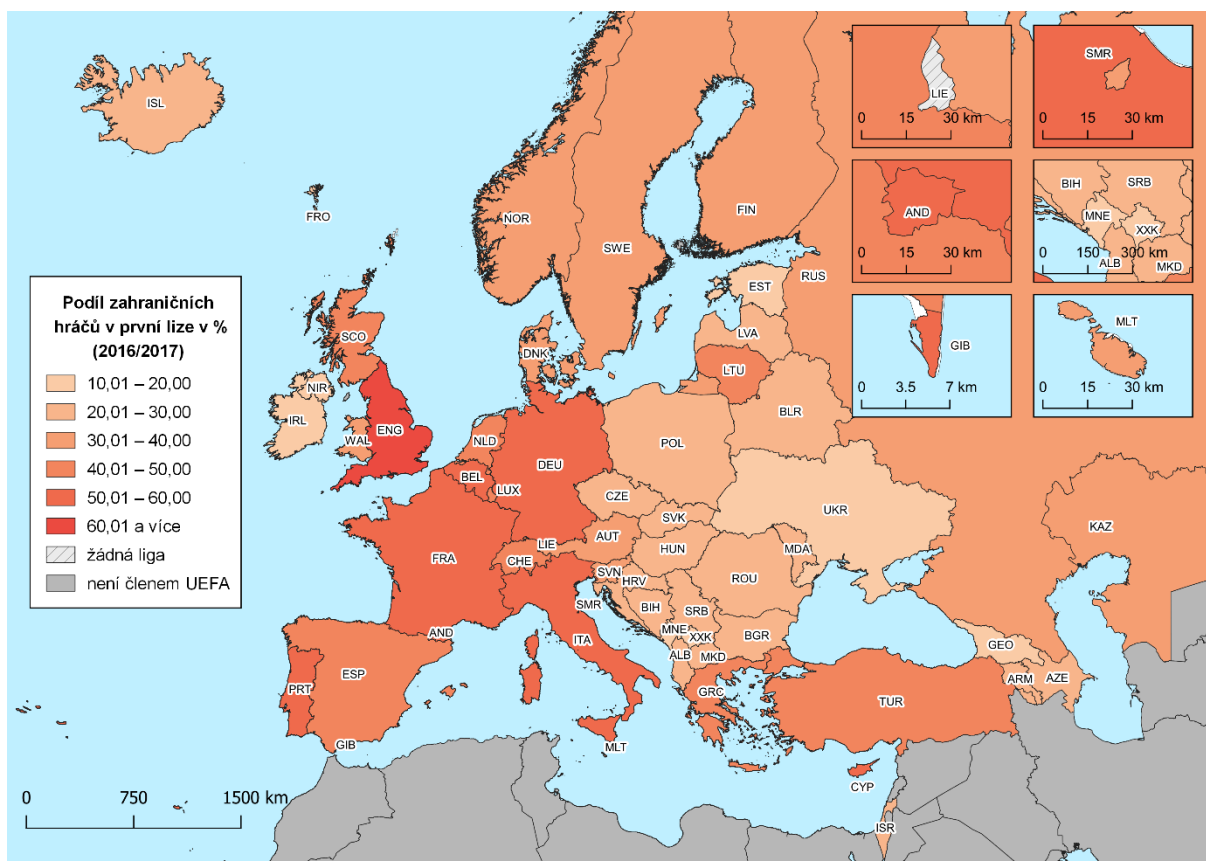 ISL
FRO
NOR
SWE
FIN
RUS
EST
LVA
LTU
BLR
DNK
SCO
NIR
IRL
WAL
ENG
NLD
BEL
LUX
DEU
POL
CZE
SVK
UKR
FRA
LIE
CHE
AUT
HUN
MDA
KAZ
SVN
HRV
ROU
SMR
BIH
SRB
MNE
XXK
BGR
ITA
ALB
MKD
AND
ESP
PRT
GIB
GRC
MLT
TUR
GEO
ARM
AZE
CYP
ISR
Podíl zahraničních
hráčů v první lize v %
(2016/2017)
10,01 – 20,00
20,01 – 30,00
30,01 – 40,00
40,01 – 50,00
50,01 – 60,00
60,01 a více
žádná liga
není členem UEFA
0 750 1500 km
LIE
0 15 30 km
SMR
0 15 30 km
AND
0 15 30 km
BIH
SRB
MNE
XXK
0 150 300 km
ALB
MKD
GIB
0 3.5 7 km
MLT
0 15 30 km